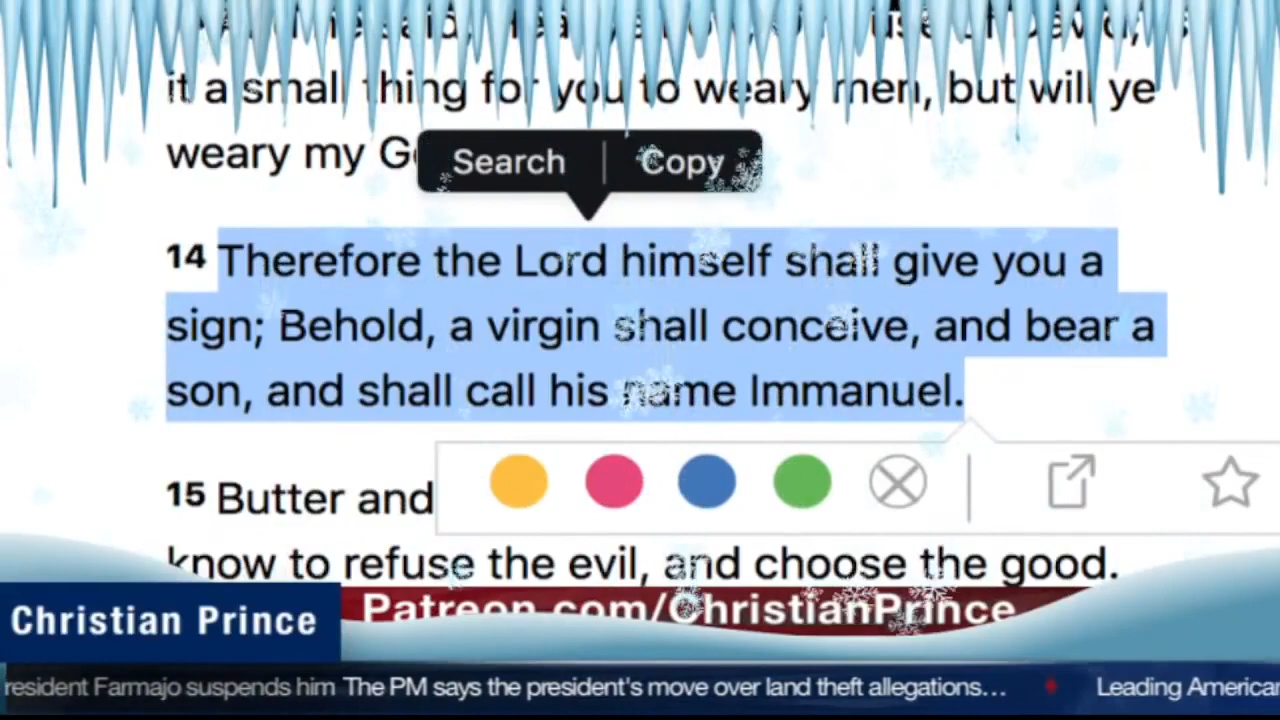 it a small thing for you to weary men, but will ye
weary my
Search Copy
14 Therefore the Lord himself shall give you a
sign; Behold, a virgin shall conceive, and bear a
son, and shall call his name Immanuel.
15 Butter and
know to refuse the evil, and choose the good.
Christian Prince
Patreon.com/ChristianPrince
resident Farmajo suspends him The PM says the president's move over land theft allegations… Leading American